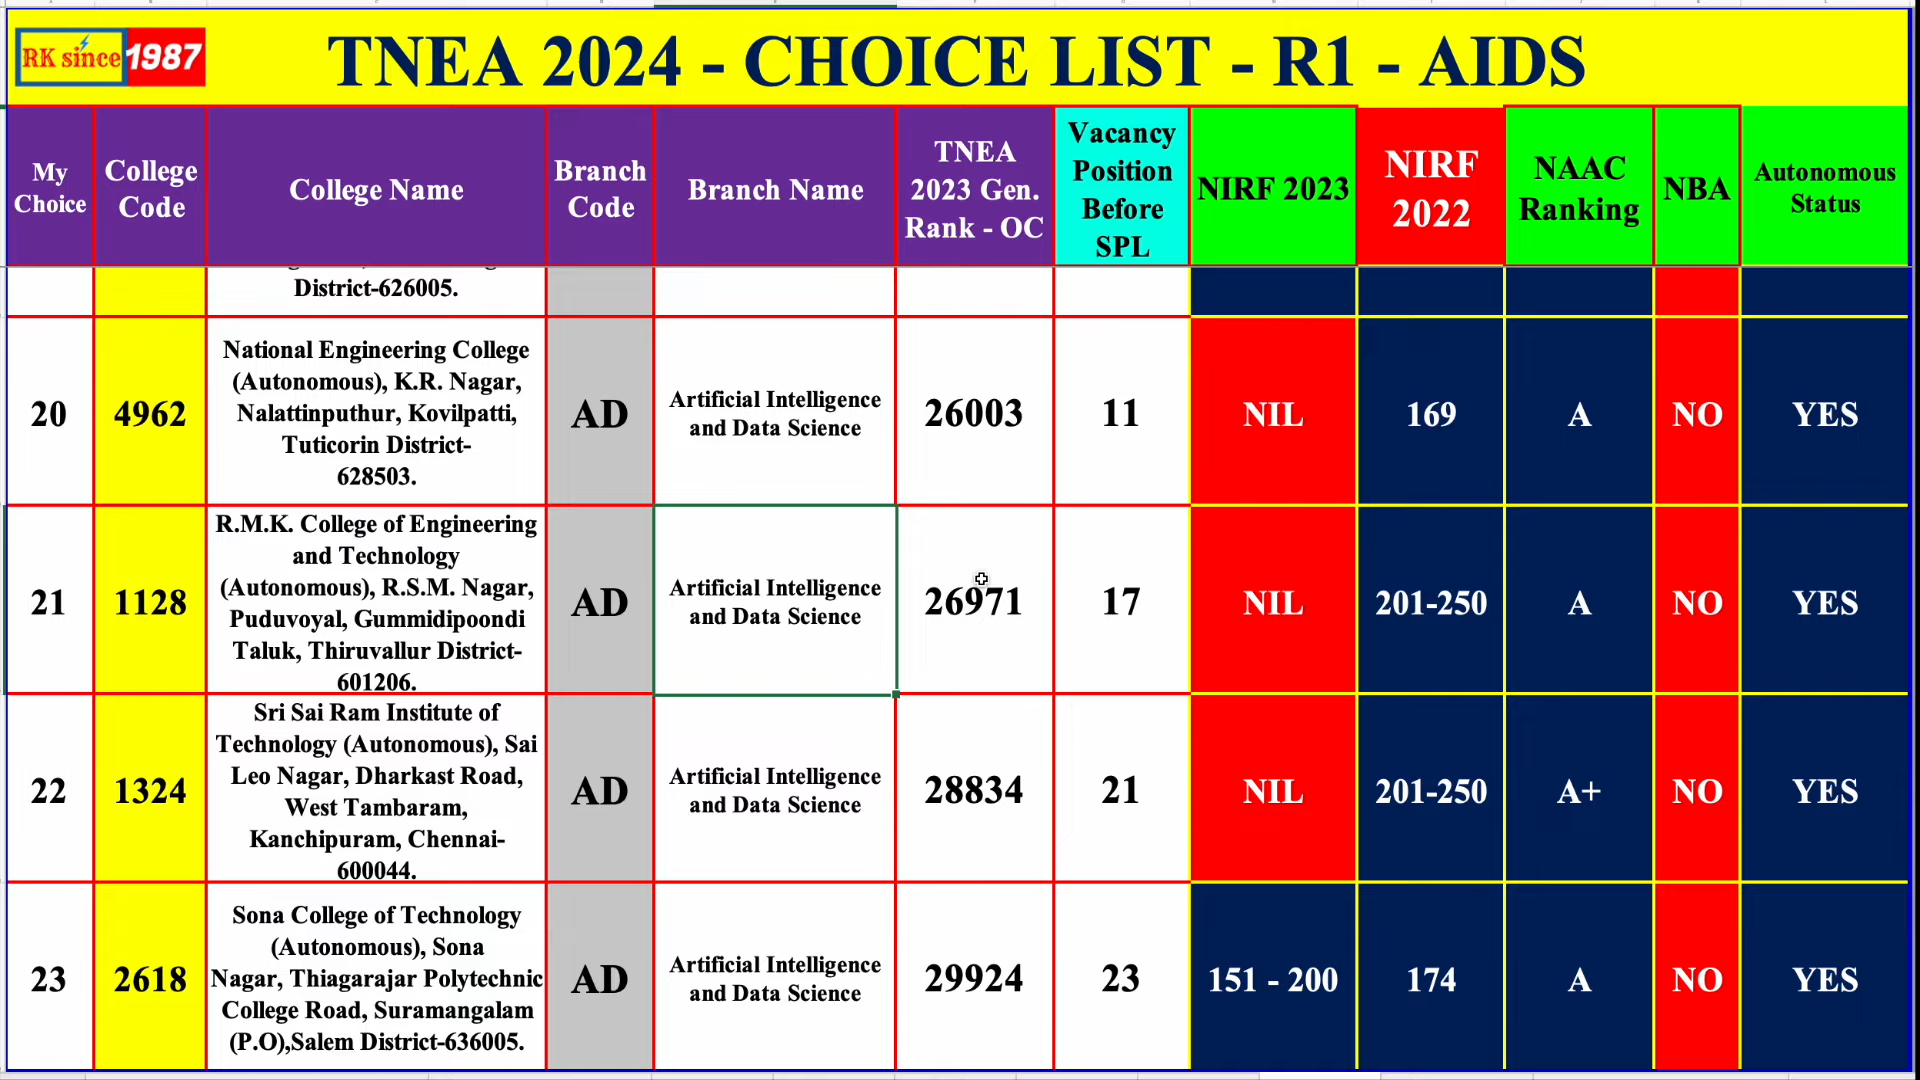 RK since 1987
TNEA 2024 - CHOICE LIST - R1 - AIDS
My
Choice
College
Code
College Name
Branch
Code
Branch Name
TNEA
2023 Gen.
Rank - OC
Vacancy
Position
Before
SPL
NIRF 2023
NIRF
2022
NAAC
Ranking
NBA
Autonomous
Status
District-626005.
20
4962
National Engineering College
(Autonomous), K.R. Nagar,
Nalattinputhur, Kovilpatti,
Tuticorin District-
628503.
AD
Artificial Intelligence
and Data Science
26003
11
NIL
169
A
NO
YES
21
1128
R.M.K. College of Engineering
and Technology
(Autonomous), R.S.M. Nagar,
Puduvoyal, Gummidipoondi
Taluk, Thiruvallur District-
601206.
AD
Artificial Intelligence
and Data Science
26971
17
NIL
201-250
A
NO
YES
22
1324
Sri Sai Ram Institute of
Technology (Autonomous), Sai
Leo Nagar, Dharkast Road,
West Tambaram,
Kanchipuram, Chennai-
600044.
AD
Artificial Intelligence
and Data Science
28834
21
NIL
201-250
A+
NO
YES
23
2618
Sona College of Technology
(Autonomous), Sona
Nagar, Thiagarajar Polytechnic
College Road, Suramangalam
(P.O),Salem District-636005.
AD
Artificial Intelligence
and Data Science
29924
23
151 - 200
174
A
NO
YES